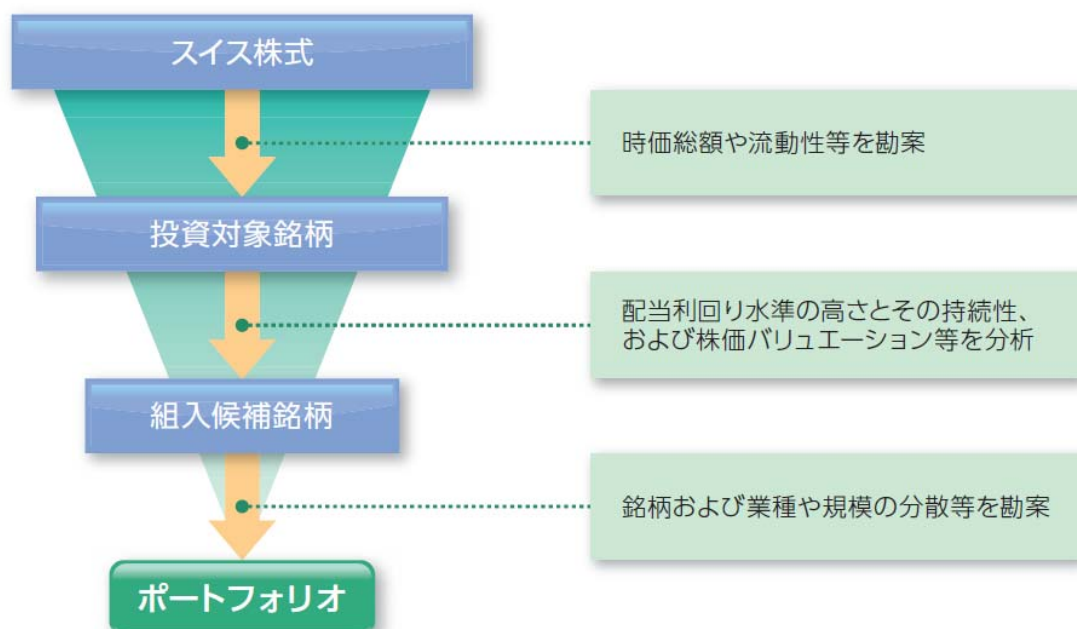 スイス株式
時価総額や流動性等を勘案
投資対象銘柄
配当利回り水準の高さとその持続性、
および株価バリュエーション等を分析
組入候補銘柄
銘柄および業種や規模の分散等を勘案
ポートフォリオ